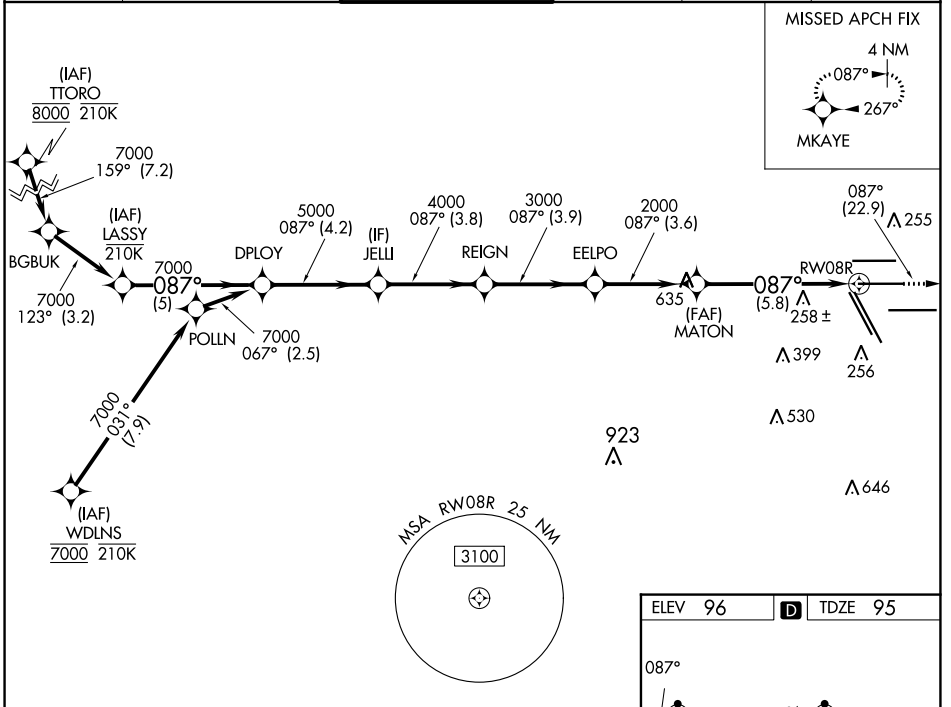 MISSED APCH FIX
4 NM
087°
267°
MKAYE
(IAF)
TTORO
8000 210K
7000
159° (7.2)
BGBUK
7000
123° (3.2)
(IAF)
LASSY
210K
7000
087°
(5)
DPLOY
5000
087° (4.2)
(IF)
JELLI
4000
087° (3.8)
REIGN
3000
087° (3.9)
EELPO
2000
087° (3.6)
635
(FAF)
MATON
087°
(5.8)
RW08R
087°
(22.9)
255
258 ±
399
256
530
646
923
POLLN
7000
067° (2.5)
7000
031°
(7.9)
(IAF)
WDLNS
7000 210K
MSA RW08R 25 NM
3100
ELEV 96
D
TDZE 95
087°